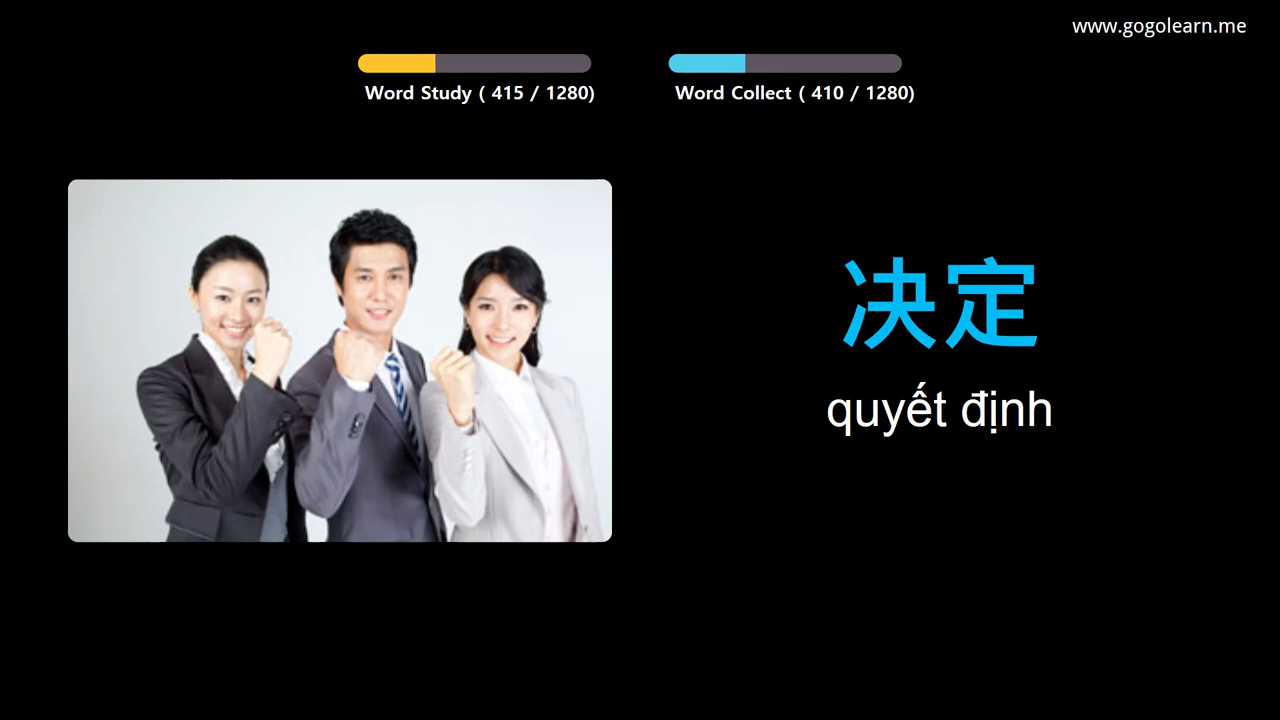 www.gogolearn.me
Word Study ( 415 / 1280)
Word Collect ( 410 / 1280)
决定
quyết định